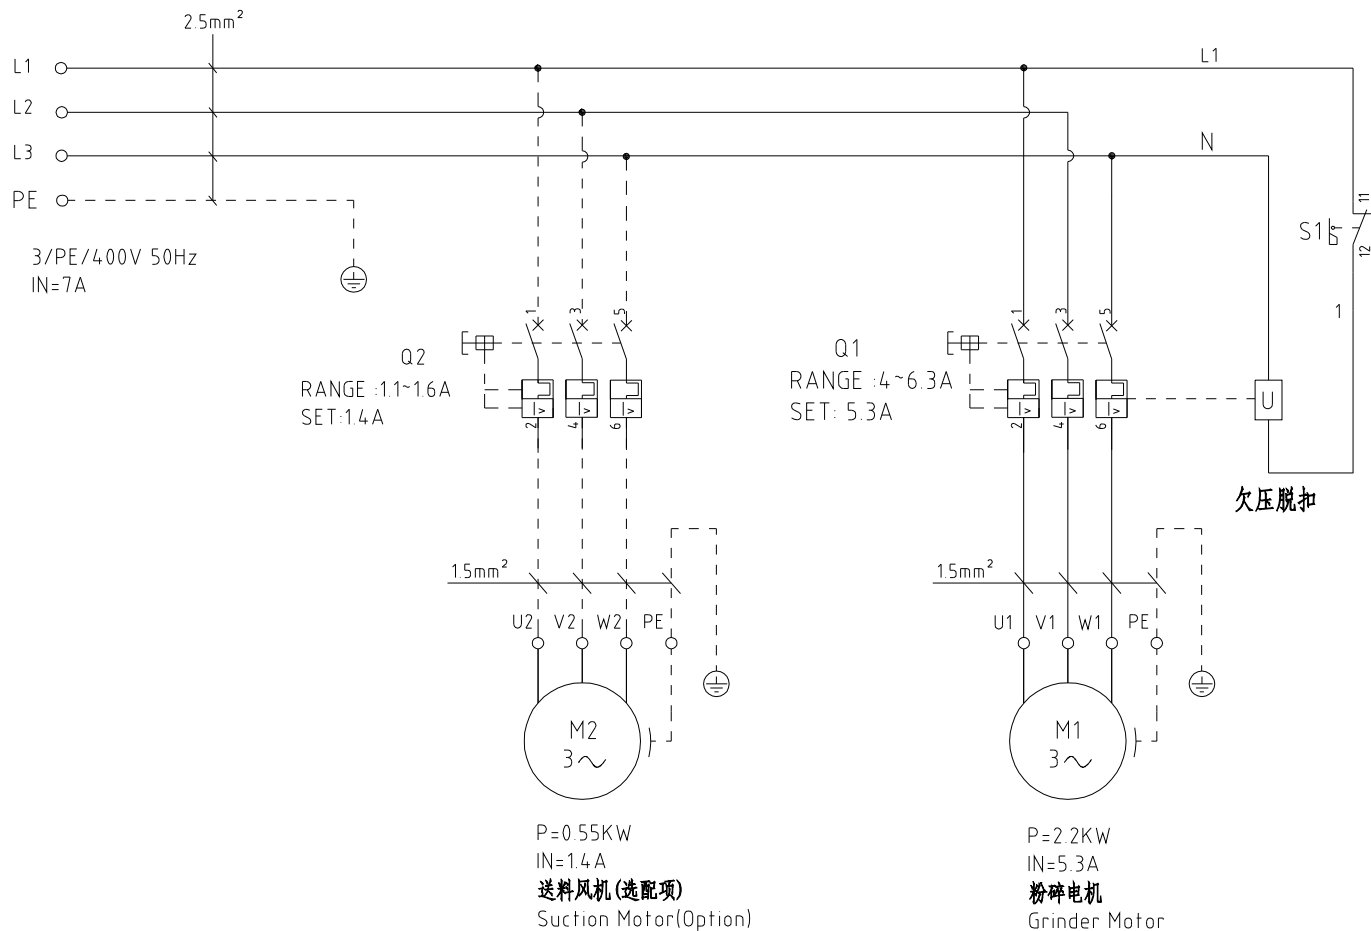 2.5mm²
L1
L1
L2
L3
N
PE
3/PE/400V 50Hz
IN=7A
11
S1
12
1
1
3
5
1
3
5
Q2
RANGE :1.1~1.6A
SET:1.4A
Q1
RANGE :4~6.3A
SET: 5.3A
I>
I>
I>
I>
I>
I>
U
2
4
6
2
4
6
欠压脱扣
1.5mm²
1.5mm²
U2 V2 W2 PE
U1 V1 W1 PE
M2
3~
M1
3~
P=0.55KW
IN=1.4A
送料风机(选配项)
Suction Motor(Option)
P=2.2KW
IN=5.3A
粉碎电机
Grinder Motor